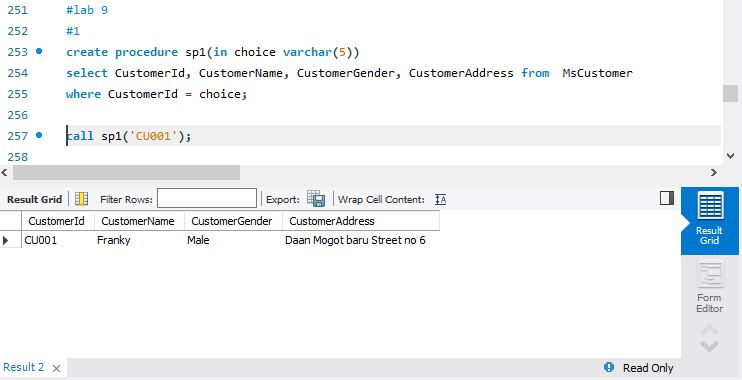 251 #lab 9
252 #1
253 create procedure sp1(in choice varchar(5))
254 select CustomerId, CustomerName, CustomerGender, CustomerAddress from  MsCustomer
255 where CustomerId = choice;
256
257 call sp1('CU001');
258
Result Grid Filter Rows: Export: Wrap Cell Content: IA
CustomerId CustomerName CustomerGender CustomerAddress
CU001 Franky Male Daan Mogot baru Street no 6
Result
Grid
Form
Editor
Result 2 × Read Only